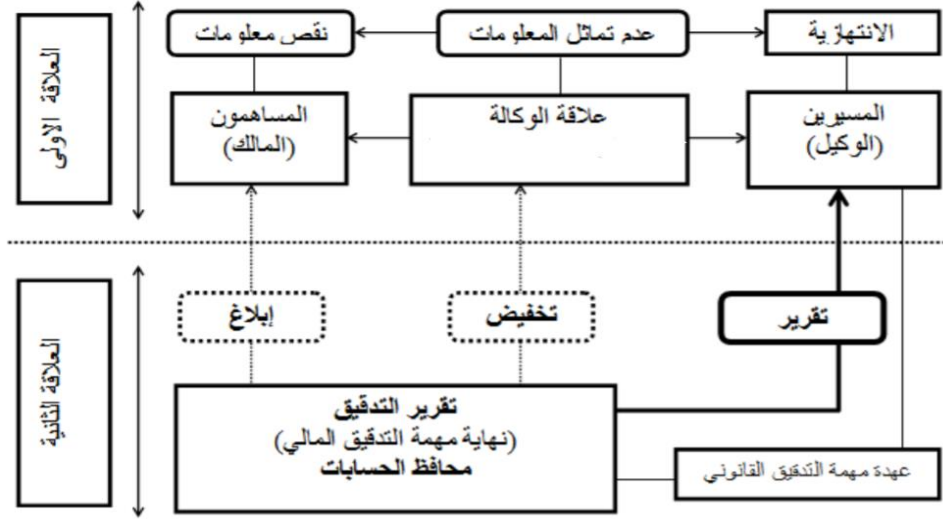 العلاقة الاولى
الانتهازية
عدم تماثل المعلومات
نقص معلومات
المسيرين
(الوكيل)
علاقة الوكالة
المساهمون
(المالك)
العلاقة الثانية
تقرير
تخفيض
إبلاغ
تقرير التدقيق
(نهاية مهمة التدقيق المالي)
محافظ الحسابات
عهدة مهمة التدقيق القانوني